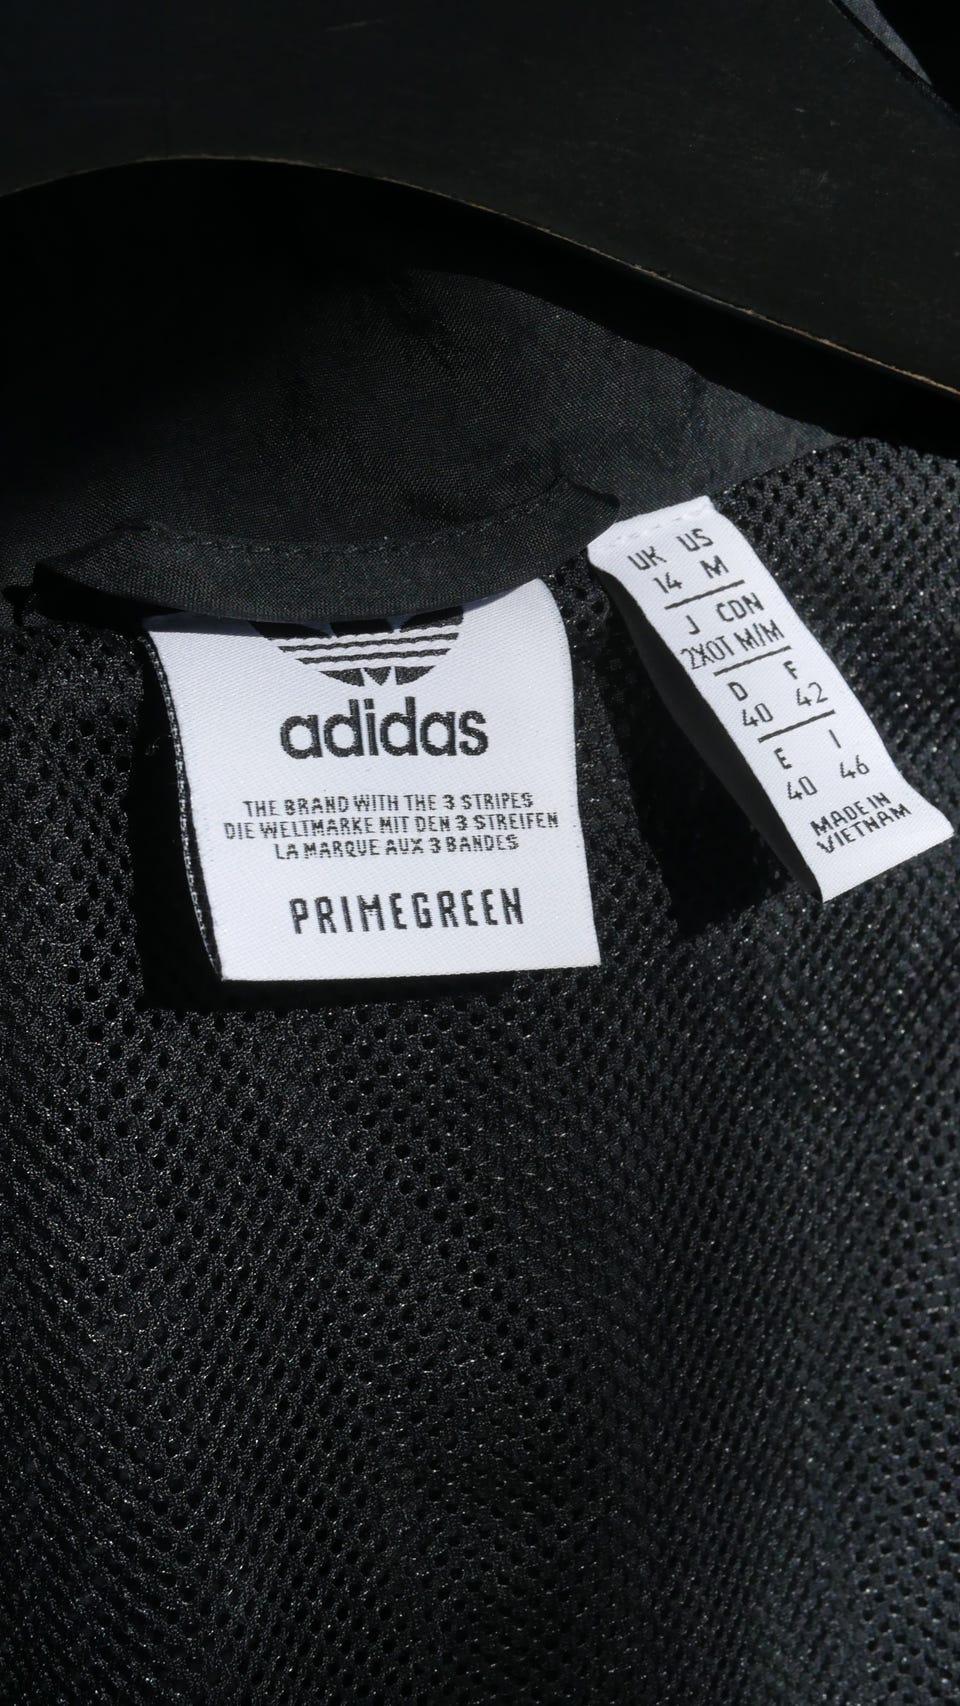 adidas
THE BRAND WITH THE 3 STRIPES
DIE WELTMARKE MIT DEN 3 STREIFEN
LA MARQUE AUX 3 BANDES
PRIMEGREEN
UK US
14 M
J CDN
2XOT M/M
D F
40 42
E I
40 46
MADE IN
VIETNAM